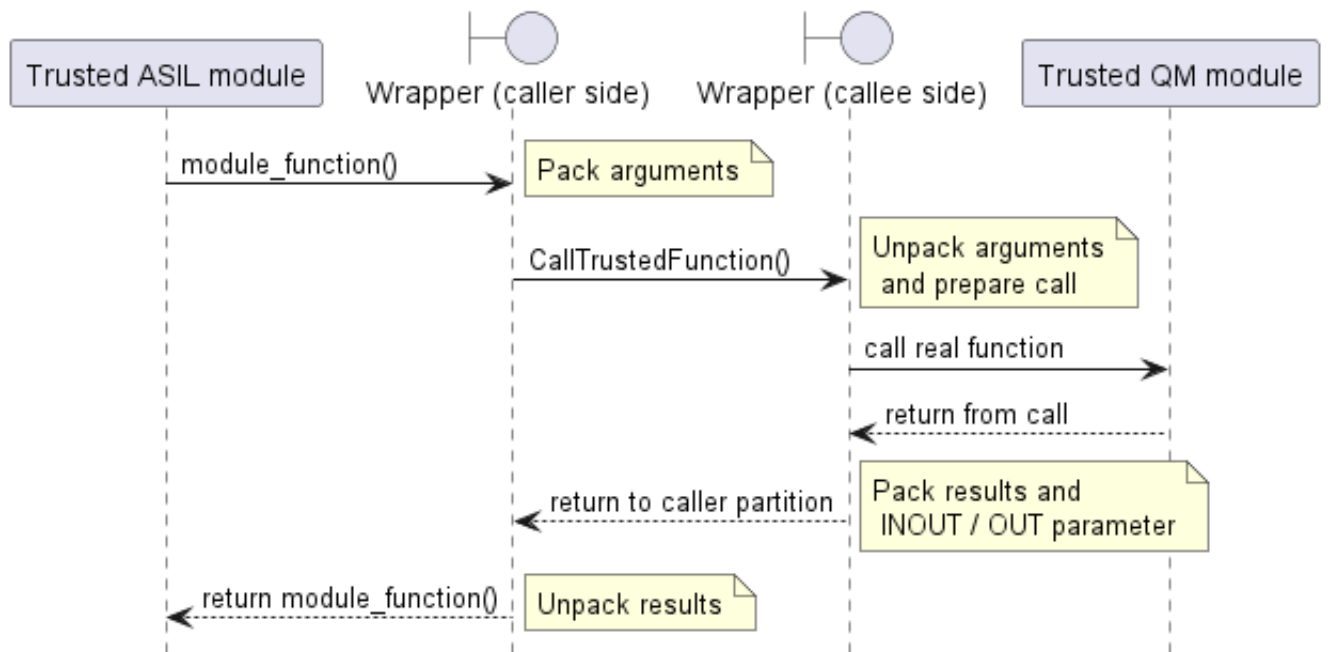 Trusted ASIL module
Wrapper (caller side)
Wrapper (callee side)
Trusted QM module
module_function()
Pack arguments
CallTrustedFunction()
Unpack arguments
and prepare call
call real function
return from call
return to caller partition
Pack results and
INOUT / OUT parameter
return module_function()
Unpack results